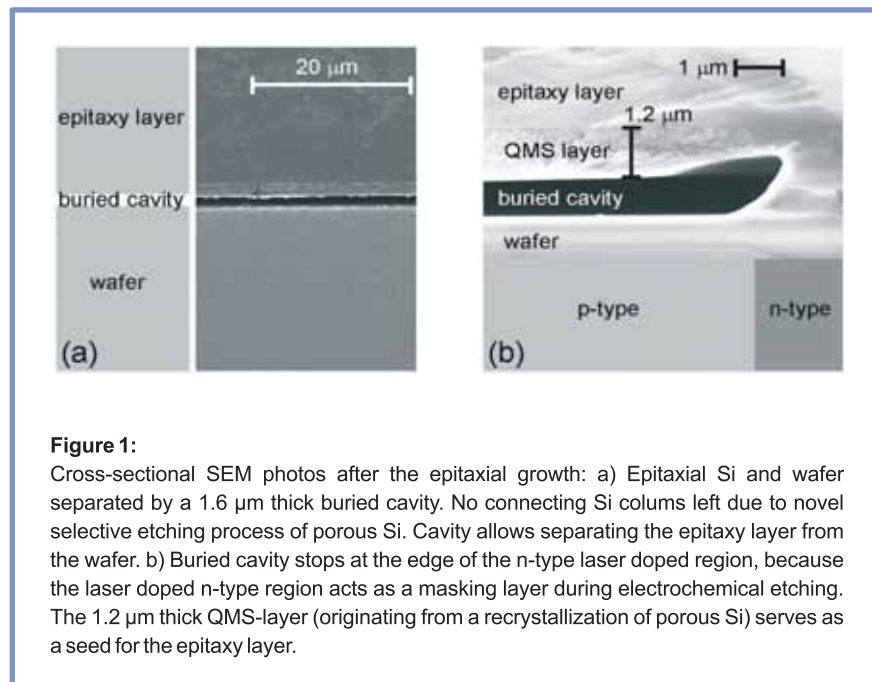 20 µm
epitaxy layer
buried cavity
wafer
(a)
1 µm
epitaxy layer
1.2 µm
QMS layer
buried cavity
wafer
p-type
n-type
(b)
Figure 1:
Cross-sectional SEM photos after the epitaxial growth: a) Epitaxial Si and wafer
separated by a 1.6 µm thick buried cavity. No connecting Si colums left due to novel
selective etching process of porous Si. Cavity allows separating the epitaxy layer from
the wafer. b) Buried cavity stops at the edge of the n-type laser doped region, because
the laser doped n-type region acts as a masking layer during electrochemical etching.
The 1.2 µm thick QMS-layer (originating from a recrystallization of porous Si) serves as
a seed for the epitaxy layer.